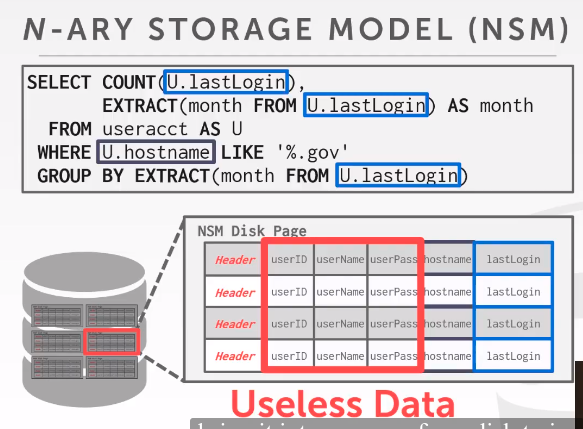 N-ARY STORAGE MODEL (NSM)
SELECT COUNT(U.lastLogin),
EXTRACT(month FROM U.lastLogin) AS month
FROM useracct AS U
WHERE U.hostname LIKE '%.gov'
GROUP BY EXTRACT(month FROM U.lastLogin)
NSM Disk Page
Header userID userName userPass hostname lastLogin
Header userID userName userPass hostname lastLogin
Header userID userName userPass hostname lastLogin
Header userID userName userPass hostname lastLogin
Useless Data